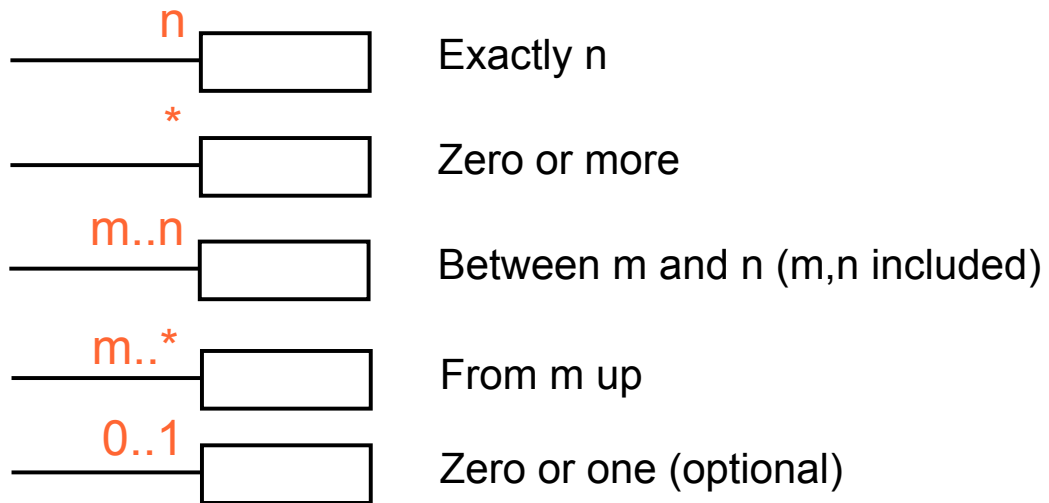 n
Exactly n
*
Zero or more
m..n
Between m and n (m,n included)
m..*
From m up
0..1
Zero or one (optional)